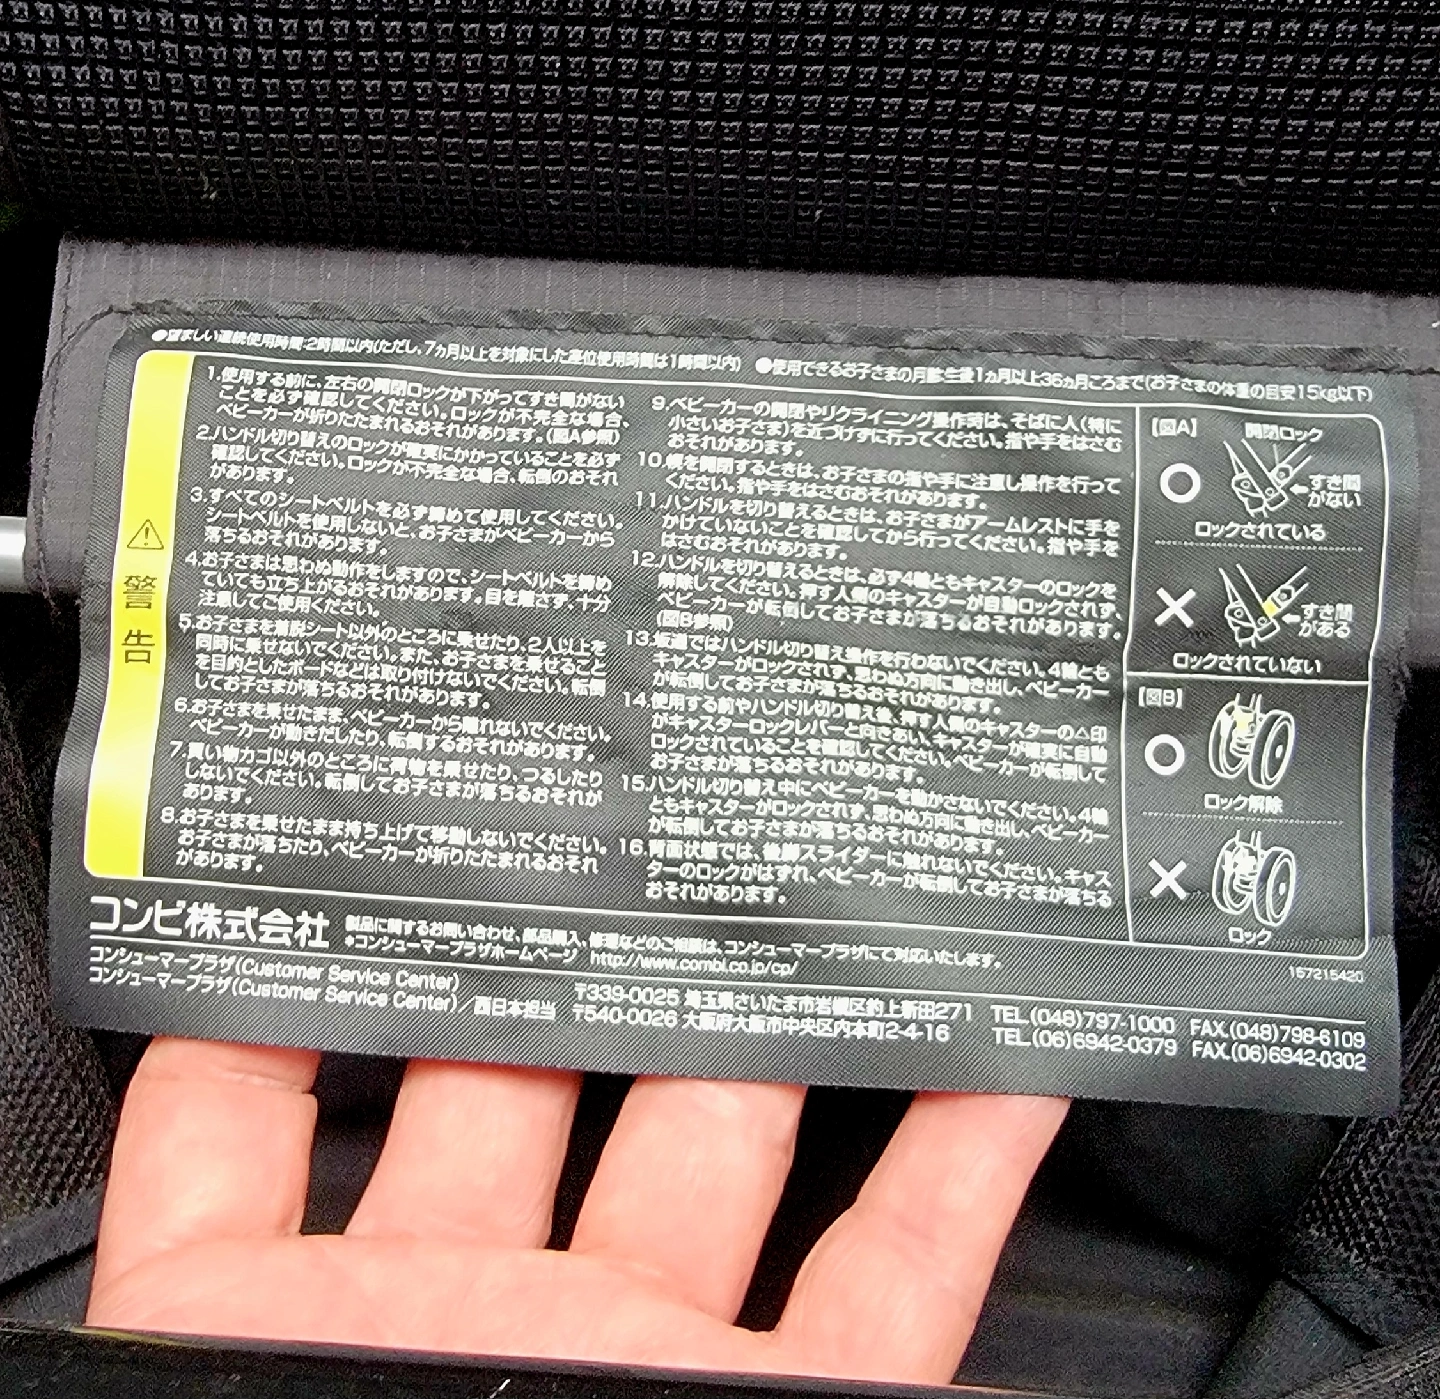 ●望ましい連続使用時間:2時間以内(ただし、7カ月以上を対象にした座位使用時間は1時間以内) ●使用できるお子さまの月齢:生後1ヵ月以上36ヵ月ころまで(お子さまの体重の目安15kg以下)
警告
1.使用する前に、左右の開閉ロックが下がってすき間がない
ことを必ず確認してください。ロックが不完全な場合、
ベビーカーが折りたたまれるおそれがあります。(図A参照)
2.ハンドル切り替えのロックが確実にかかっていることを必ず
確認してください。ロックが不完全な場合、転倒のおそれ
があります。
3.すべてのシートベルトを必ず締めて使用してください。
シートベルトを使用しないと、お子さまがベビーカーから
落ちるおそれがあります。
4.お子さまは思わぬ動作をしますので、シートベルトを締め
ていても立ち上がるおそれがあります。目を離さず、十分
注意してご使用ください。
5.お子さまを着脱シート以外のところに乗せたり、2人以上を
同時に乗せないでください。また、お子さまを乗せること
を目的としたボードなどは取り付けないでください。転倒
してお子さまが落ちるおそれがあります。
6.お子さまを乗せたまま、ベビーカーから離れないでください。
ベビーカーが動きだしたり、転倒するおそれがあります。
7.買い物カゴ以外のところに荷物を乗せたり、つるしたり
しないでください。転倒してお子さまが落ちるおそれが
あります。
8.お子さまを乗せたまま持ち上げて移動しないでください。
お子さまが落ちたり、ベビーカーが折りたたまれるおそれ
があります。
9.ベビーカーの開閉やリクライニング操作時は、そばに人(特に
小さいお子さま)を近づけずに行ってください。指や手をはさむ
おそれがあります。
10.幌を開閉するときは、お子さまの指や手に注意し操作を行って
ください。指や手をはさむおそれがあります。
11.ハンドルを切り替えるときは、お子さまがアームレストに手を
かけていないことを確認してから行ってください。指や手を
はさむおそれがあります。
12.ハンドルを切り替えるときは、必ず4輪ともキャスターのロックを
解除してください。押す人側のキャスターが自動ロックされず、
ベビーカーが転倒してお子さまが落ちるおそれがあります。
(図B参照)
13.坂道ではハンドル切り替え操作を行わないでください。4輪とも
キャスターがロックされず、思わぬ方向に動き出し、ベビーカー
が転倒してお子さまが落ちるおそれがあります。
14.使用する前やハンドル切り替え後、押す人側のキャスターの△印
がキャスターロックレバーと向きあい、キャスターが確実に自動
ロックされていることを確認してください。ベビーカーが転倒して
お子さまが落ちるおそれがあります。
15.ハンドル切り替え中にベビーカーを動かさないでください。4輪
ともキャスターがロックされず、思わぬ方向に動き出し、ベビーカー
が転倒してお子さまが落ちるおそれがあります。
16.背面状態では、後脚スライダーに触れないでください。キャス
ターのロックがはずれ、ベビーカーが転倒してお子さまが落ちる
おそれがあります。
[図A] 開閉ロック
すき間
がない
ロックされている
すき間
がある
ロックされていない
[図B]
ロック解除
ロック
コンビ株式会社 製品に関するお問い合わせ、部品購入、修理などのご相談は、コンシューマープラザにて対応いたします。
*コンシューマープラザホームページ http://www.combi.co.jp/cp/
157215420
コンシューマープラザ(Customer Service Center) 〒339-0025 埼玉県さいたま市岩槻区釣上新田271 TEL.(048)797-1000 FAX.(048)798-6109
コンシューマープラザ(Customer Service Center)/西日本担当 〒540-0026 大阪府大阪市中央区内本町2-4-16 TEL.(06)6942-0379 FAX.(06)6942-0302